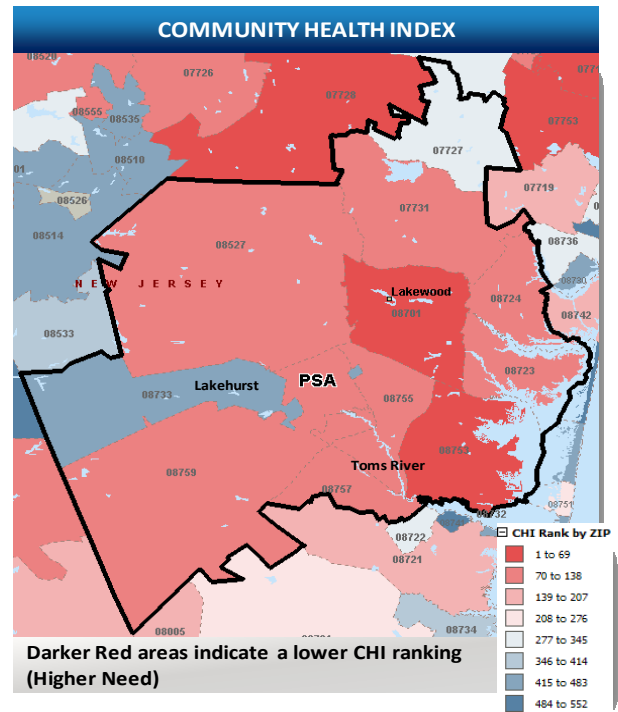 COMMUNITY HEALTH INDEX
08520
07726
07728
07753
08555
08535
07727
08510
01
07719
08526
07731
08514
08527
08736
NEW JERSEY
08730
Lakewood
08701
08724
08742
08533
08723
PSA
Lakehurst
08733
08755
08753
Toms River
08759
08757
08751
08732
08722
08721
08005
08734
CHI Rank by ZIP
1 to 69
70 to 138
139 to 207
208 to 276
277 to 345
346 to 414
415 to 483
484 to 552
Darker Red areas indicate a lower CHI ranking
(Higher Need)